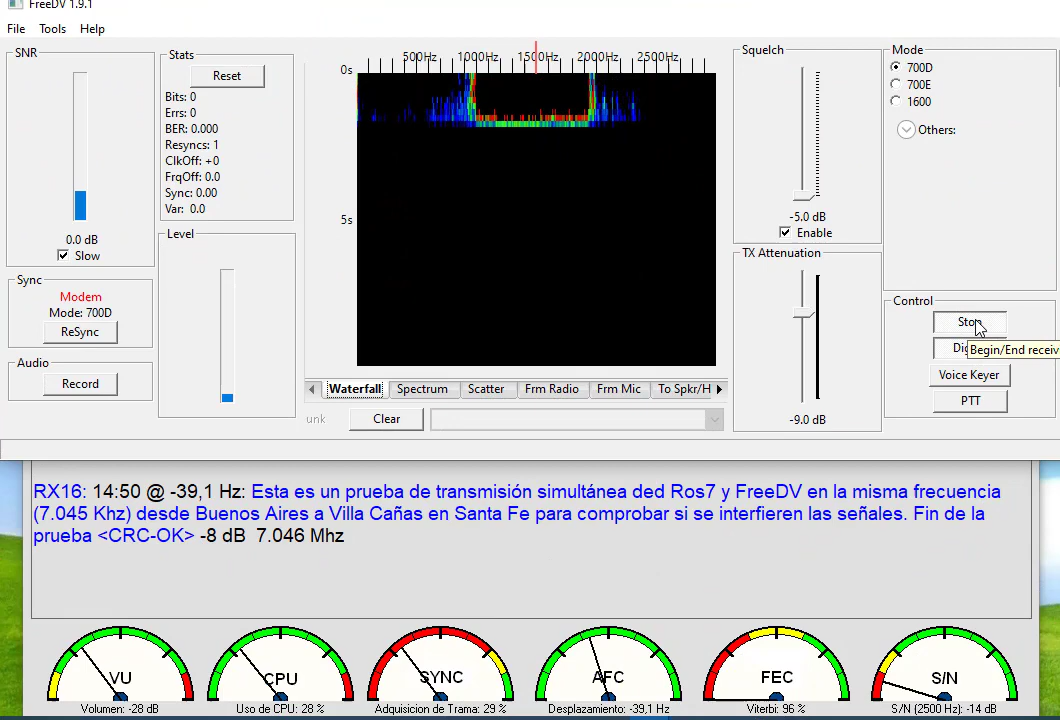 FreeDV 1.9.1
File Tools Help
SNR
0.0 dB
Slow
Sync
Modem
Mode: 700D
ReSync
Audio
Record
Stats
Reset
Bits: 0
Errs: 0
BER: 0.000
Resyncs: 1
ClkOff: +0
FrqOff: 0.0
Sync: 0.00
Var: 0.0
Level
500Hz 1000Hz 1500Hz 2000Hz 2500Hz
0s
5s
Waterfall Spectrum Scatter Frm Radio Frm Mic To Spkr/H
unk Clear
Squelch
-5.0 dB
Enable
TX Attenuation
-9.0 dB
Mode
700D
700E
1600
Others:
Control
Stop
Di
Begin/End receiv
Voice Keyer
PTT
RX16: 14:50 @ -39,1 Hz: Esta es un prueba de transmisión simultánea ded Ros7 y FreeDV en la misma frecuencia
(7.045 Khz) desde Buenos Aires a Villa Cañas en Santa Fe para comprobar si se interfieren las señales. Fin de la
prueba <CRC-OK> -8 dB 7.046 Mhz
VU
Volumen: -28 dB
CPU
Uso de CPU: 28 %
SYNC
Adquisicion de Trama: 29 %
AFC
Desplazamiento: -39,1 Hz
FEC
Viterbi: 96 %
S/N
S/N (2500 Hz): -14 dB